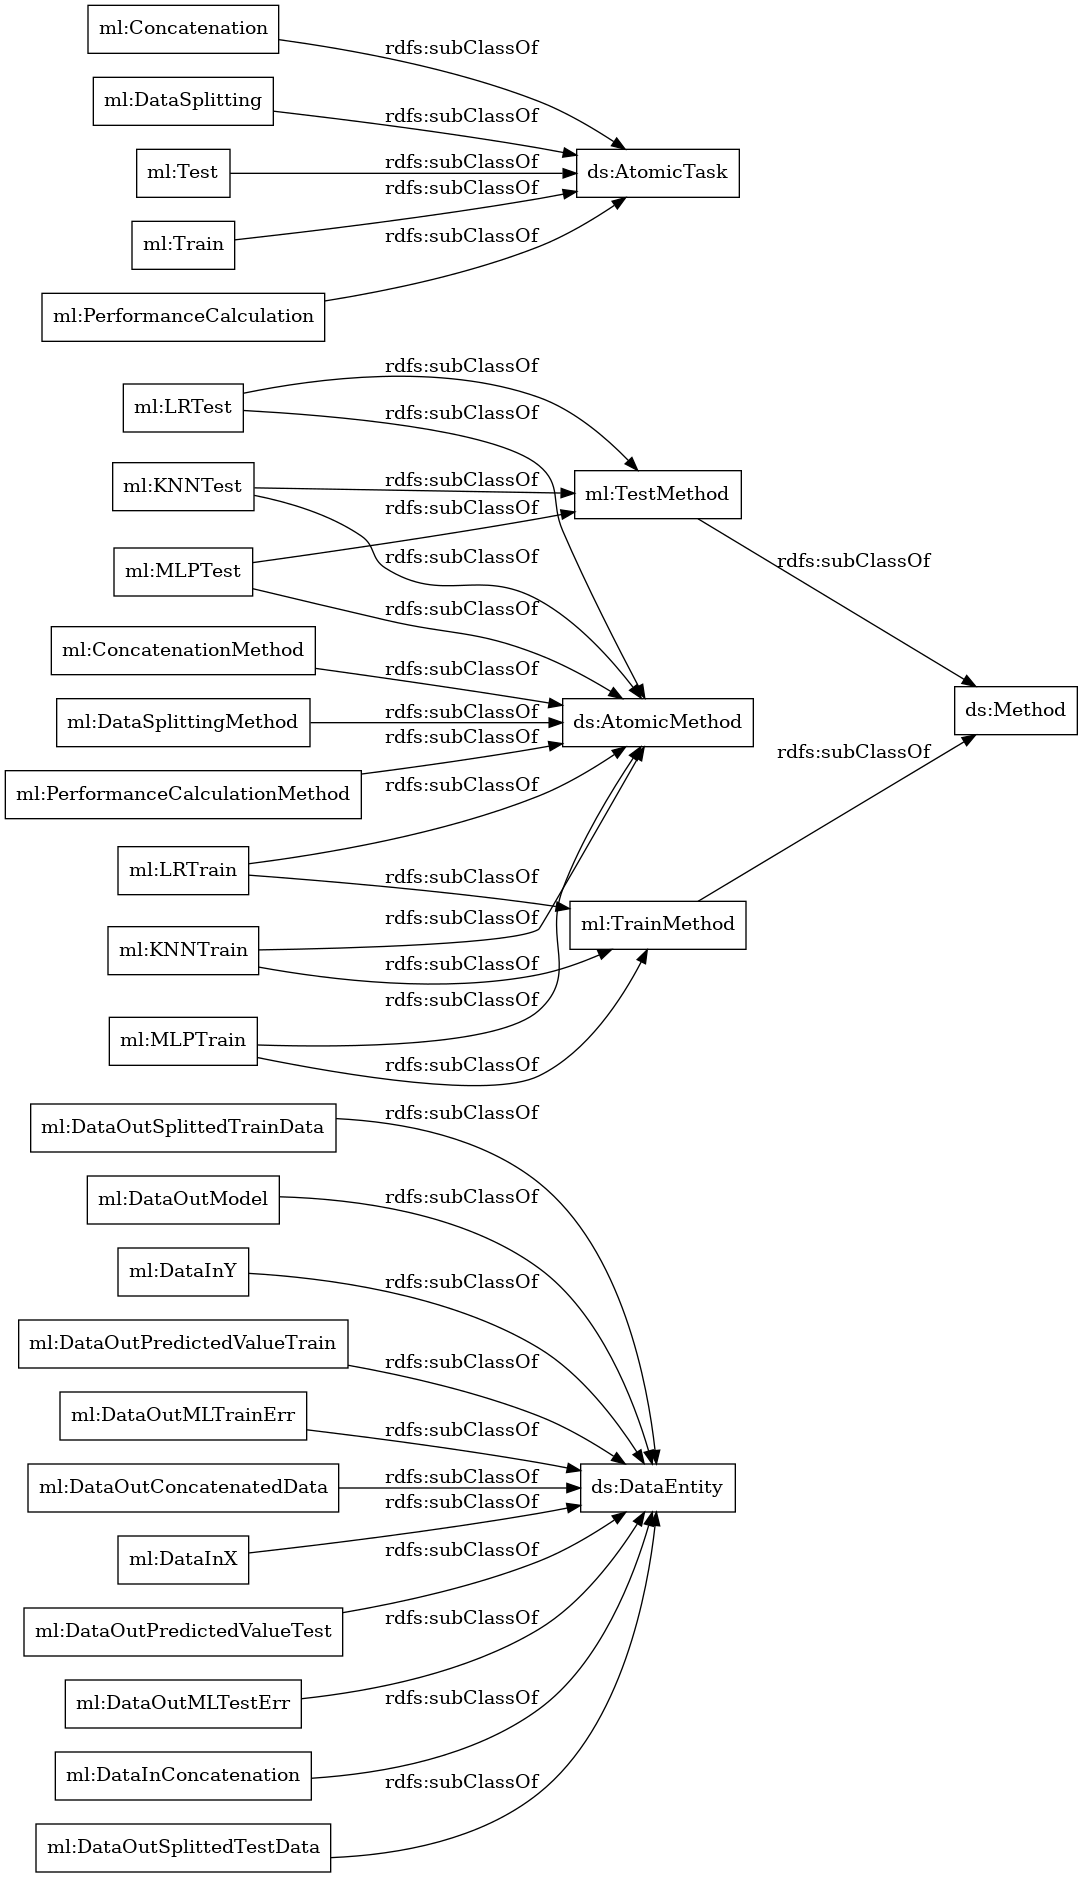 ml:Concatenation
rdfs:subClassOf
ml:DataSplitting
rdfs:subClassOf
ml:Test
rdfs:subClassOf
ds:AtomicTask
rdfs:subClassOf
ml:Train
rdfs:subClassOf
ml:PerformanceCalculation
rdfs:subClassOf
ml:LRTest
rdfs:subClassOf
ml:KNNTest
rdfs:subClassOf
ml:TestMethod
rdfs:subClassOf
rdfs:subClassOf
rdfs:subClassOf
ml:MLPTest
rdfs:subClassOf
ml:ConcatenationMethod
rdfs:subClassOf
ml:DataSplittingMethod
rdfs:subClassOf
ds:AtomicMethod
ds:Method
rdfs:subClassOf
rdfs:subClassOf
ml:PerformanceCalculationMethod
rdfs:subClassOf
ml:LRTrain
rdfs:subClassOf
rdfs:subClassOf
ml:TrainMethod
ml:KNNTrain
rdfs:subClassOf
rdfs:subClassOf
ml:MLPTrain
rdfs:subClassOf
rdfs:subClassOf
ml:DataOutSplittedTrainData
rdfs:subClassOf
ml:DataOutModel
ml:DataInY
rdfs:subClassOf
ml:DataOutPredictedValueTrain
rdfs:subClassOf
ml:DataOutMLTrainErr
rdfs:subClassOf
ml:DataOutConcatenatedData
rdfs:subClassOf
ds:DataEntity
rdfs:subClassOf
ml:DataInX
rdfs:subClassOf
ml:DataOutPredictedValueTest
rdfs:subClassOf
ml:DataOutMLTestErr
rdfs:subClassOf
ml:DataInConcatenation
rdfs:subClassOf
ml:DataOutSplittedTestData